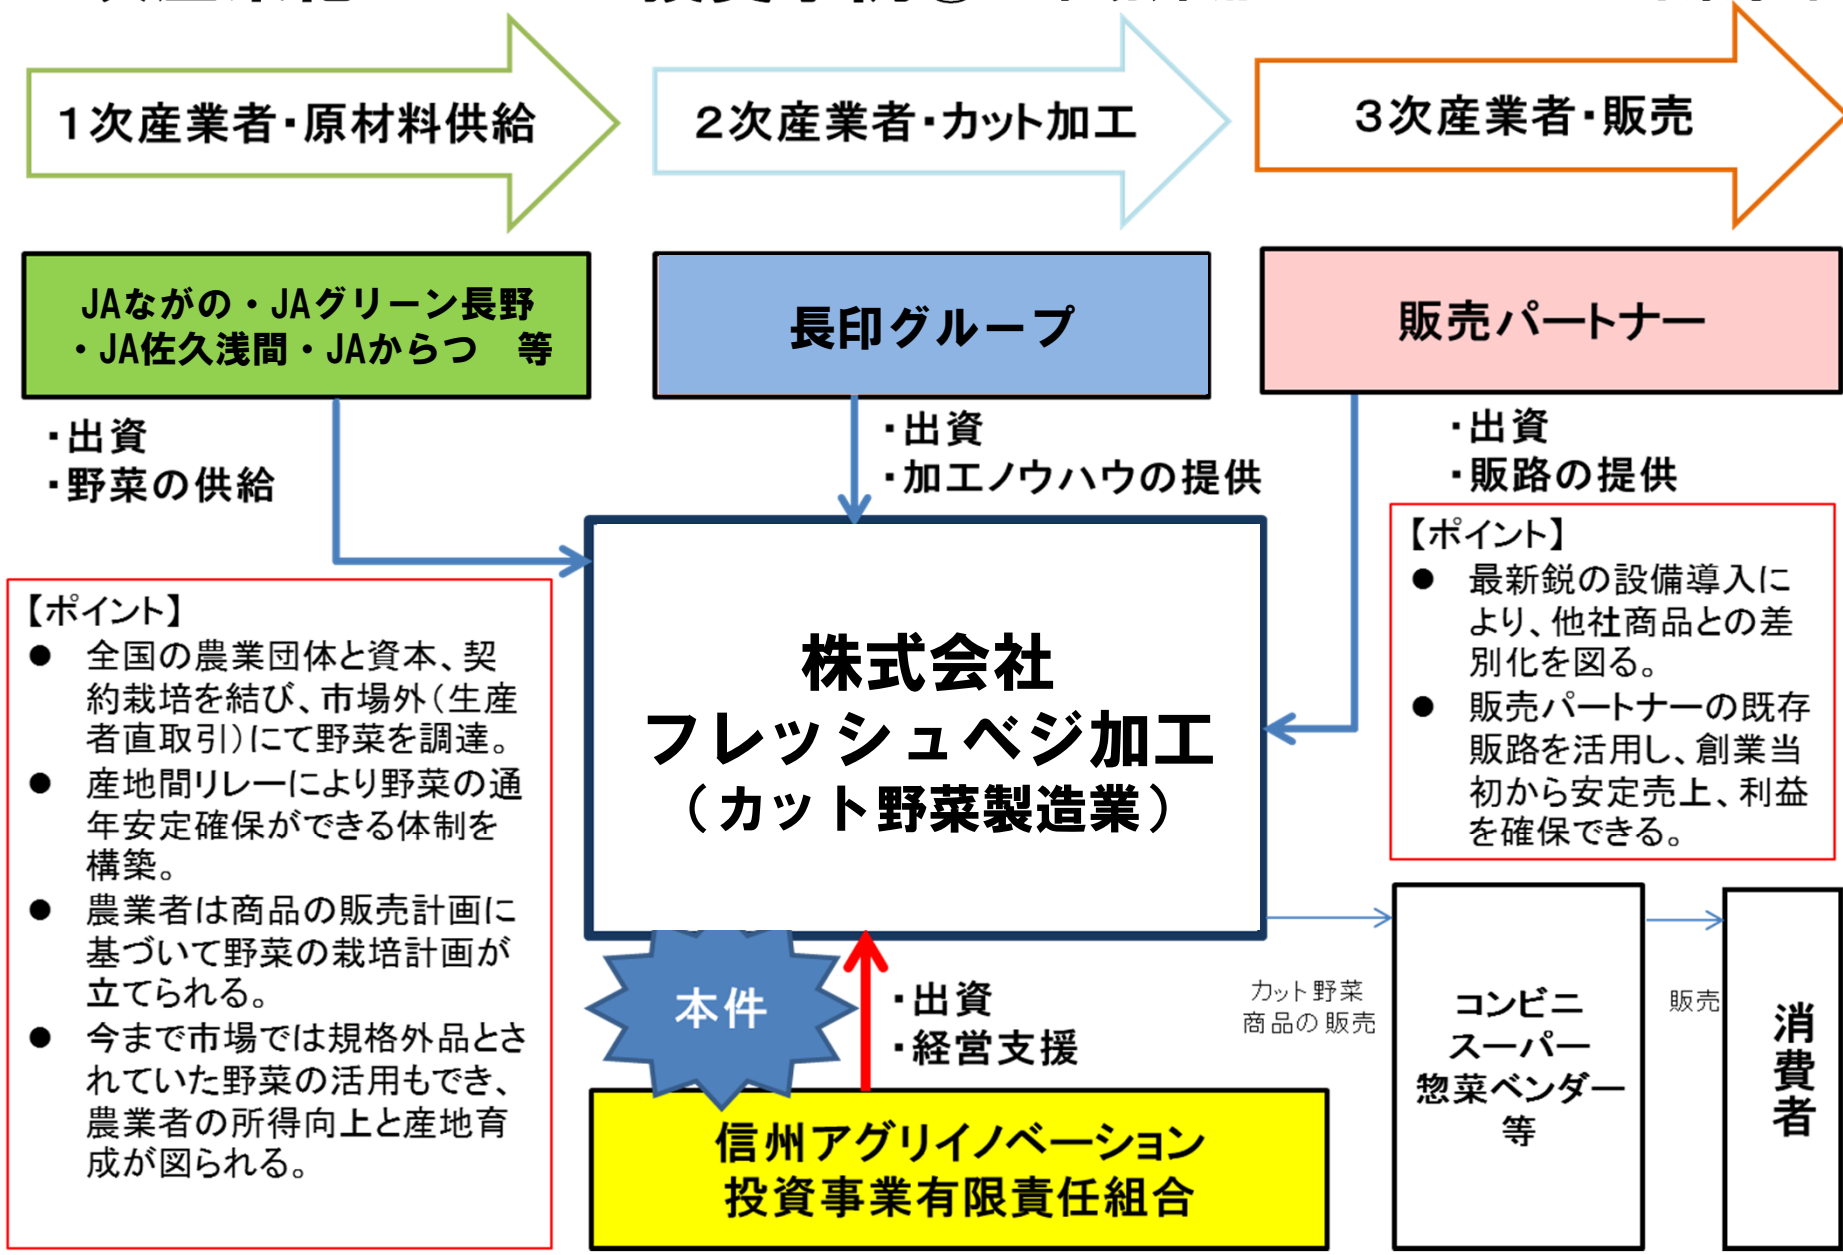 1次産業者・原材料供給
2次産業者・カット加工
3次産業者・販売
JAながの・JAグリーン長野
・JA佐久浅間・JAからつ　等
長印グループ
販売パートナー
・出資
・野菜の供給
・出資
・加工ノウハウの提供
・出資
・販路の提供
【ポイント】
● 全国の農業団体と資本、契
約栽培を結び、市場外（生産
者直取引）にて野菜を調達。
● 産地間リレーにより野菜の通
年安定確保ができる体制を
構築。
● 農業者は商品の販売計画に
基づいて野菜の栽培計画が
立てられる。
● 今まで市場では規格外品とさ
れていた野菜の活用もでき、
農業者の所得向上と産地育
成が図られる。
株式会社
フレッシュベジ加工
（カット野菜製造業）
【ポイント】
● 最新鋭の設備導入に
より、他社商品との差
別化を図る。
● 販売パートナーの既存
販路を活用し、創業当
初から安定売上、利益
を確保できる。
本件
・出資
・経営支援
信州アグリイノベーション
投資事業有限責任組合
カット野菜
商品の販売
コンビニ
スーパー
惣菜ベンダー
等
販売
消費者